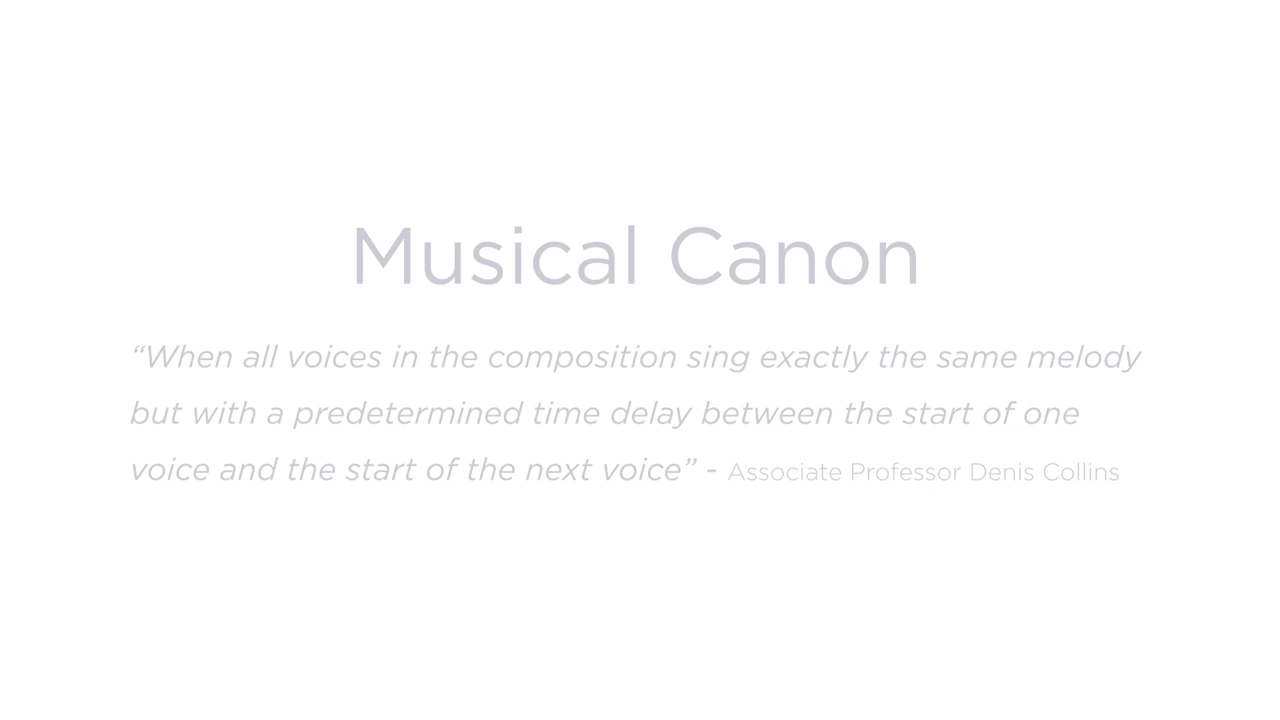 Musical Canon
“When all voices in the composition sing exactly the same melody
but with a predetermined time delay between the start of one
voice and the start of the next voice” - Associate Professor Denis Collins